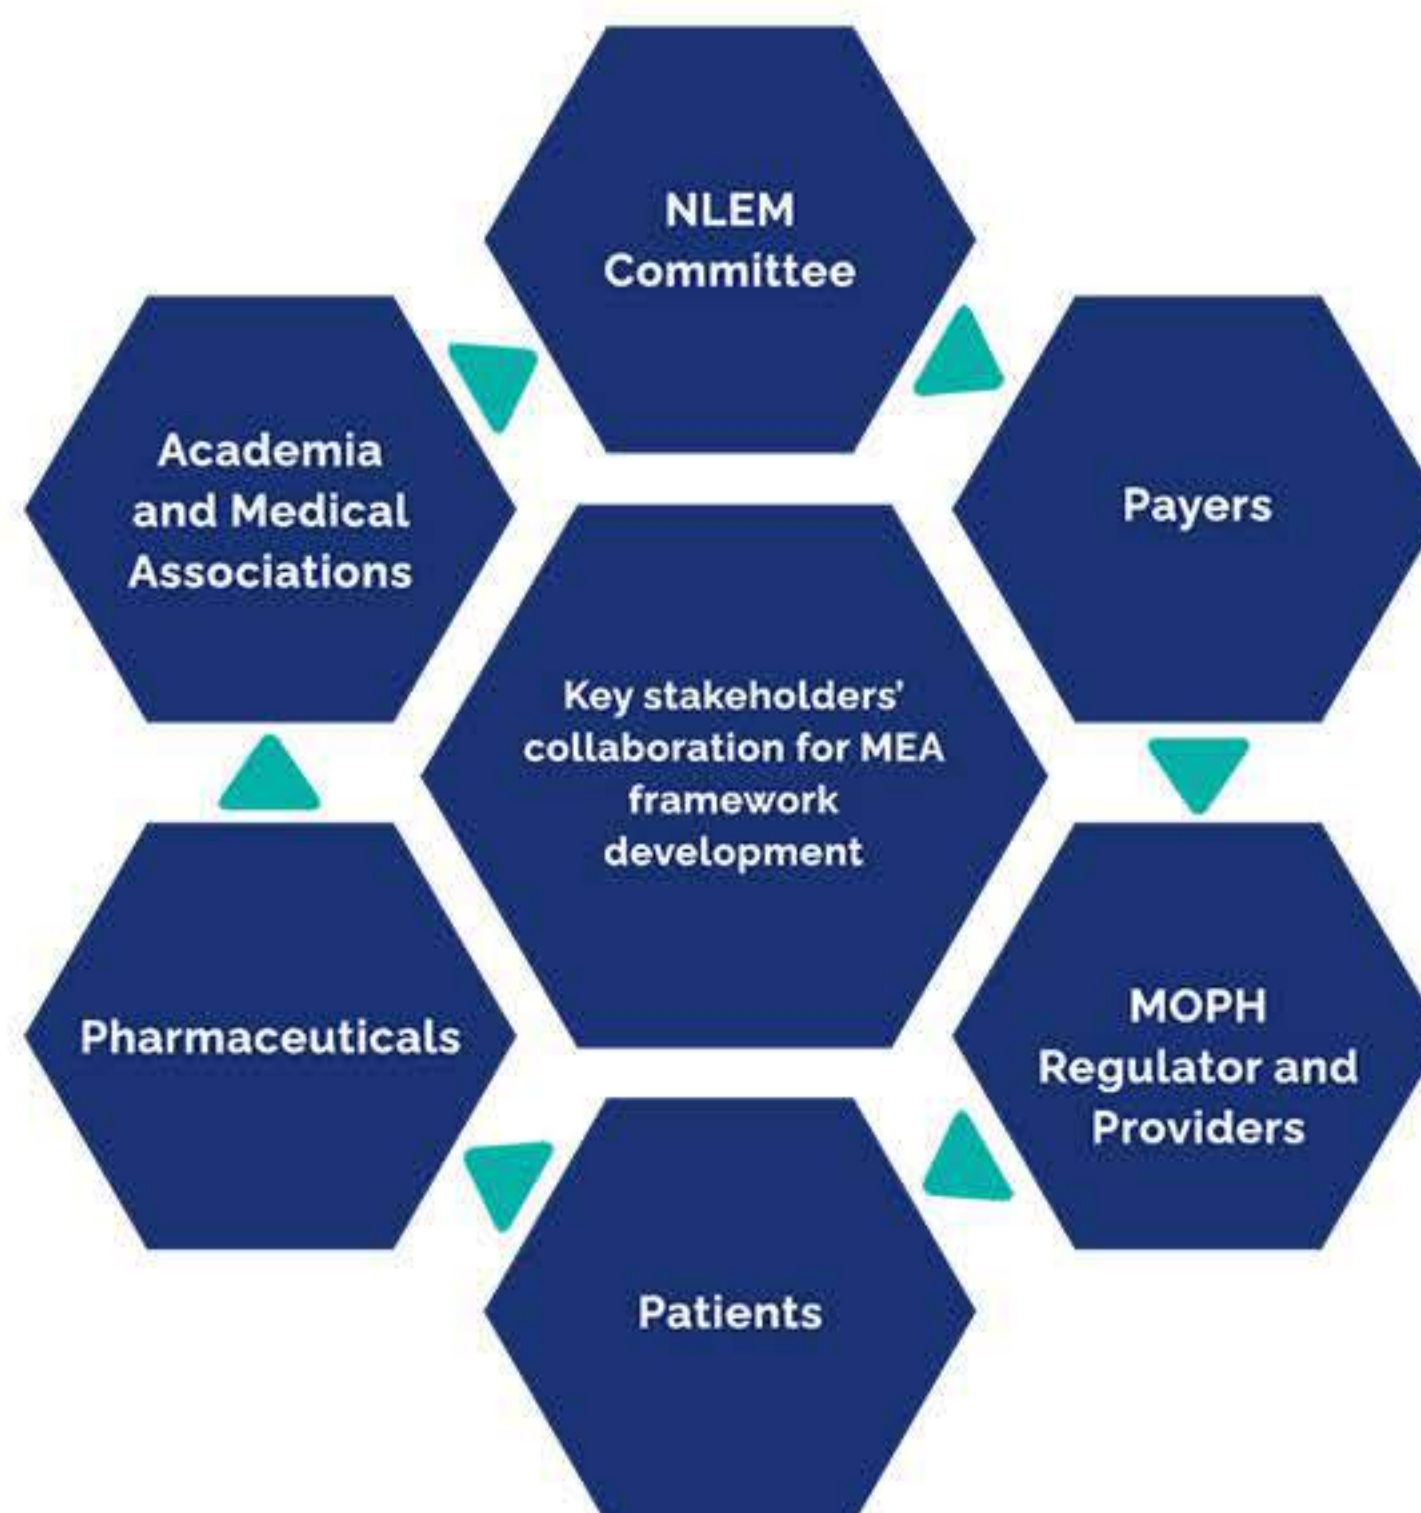 NLEM
Committee
Academia
and Medical
Associations
Payers
Key stakeholders’
collaboration for MEA
framework
development
Pharmaceuticals
MOPH
Regulator and
Providers
Patients